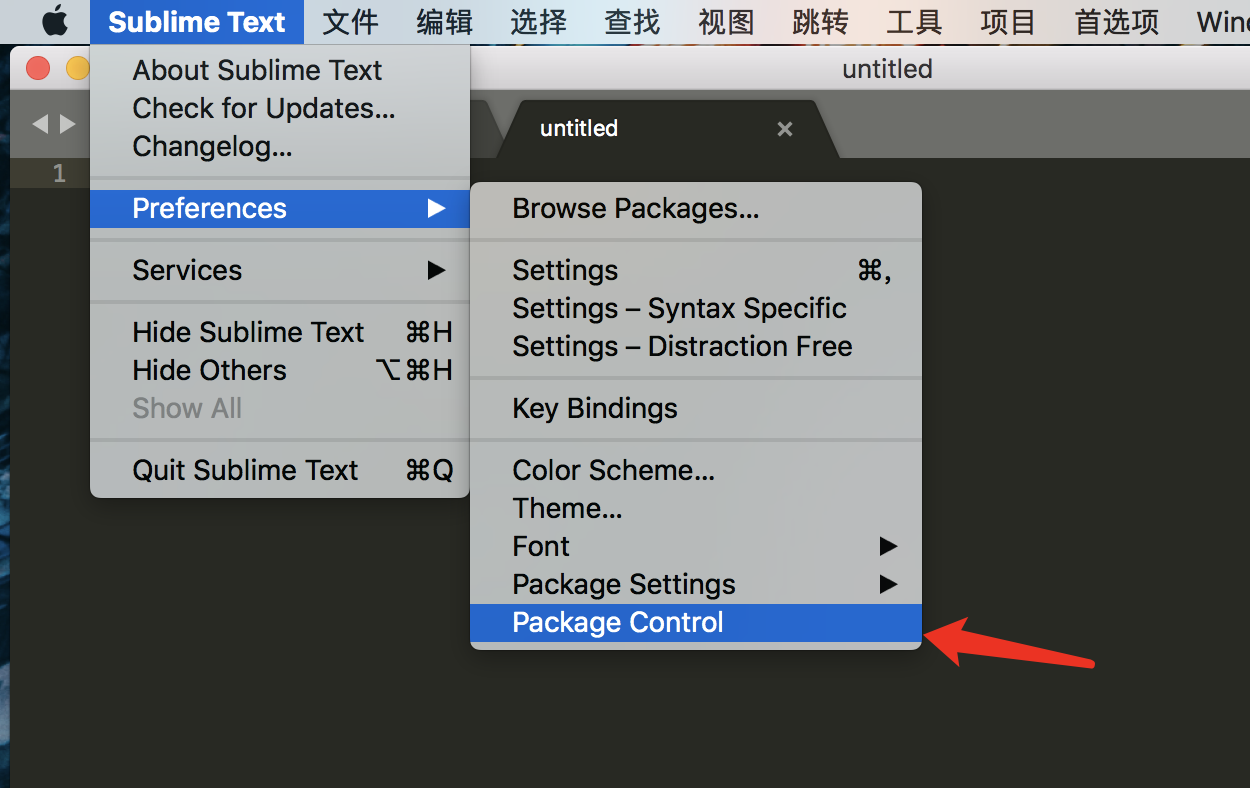 Sublime Text 文件 编辑 选择 查找 视图 跳转 工具 项目 首选项
untitled
untitled ×
1
About Sublime Text
Check for Updates...
Changelog...
Preferences ▶
Services ▶
Hide Sublime Text ⌘H
Hide Others ⌥⌘H
Show All
Quit Sublime Text ⌘Q
Browse Packages...
Settings ⌘,
Settings – Syntax Specific
Settings – Distraction Free
Key Bindings
Color Scheme...
Theme...
Font ▶
Package Settings ▶
Package Control